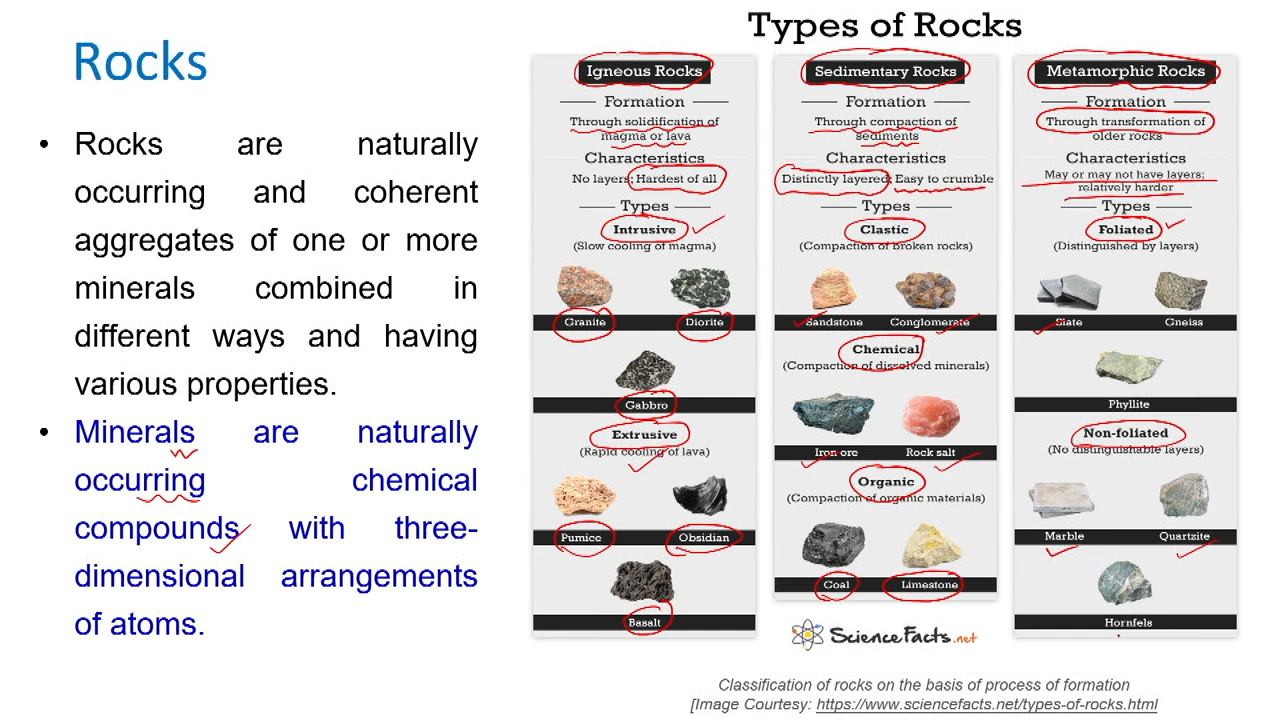 Rocks
• Rocks are naturally
occurring and coherent
aggregates of one or more
minerals combined in
different ways and having
various properties.
• Minerals are naturally
occurring chemical
compounds with three-
dimensional arrangements
of atoms.
Types of Rocks
Igneous Rocks
Formation
Through solidification of
magma or lava
Characteristics
No layers; Hardest of all
Types
Intrusive
(Slow cooling of magma)
Granite Diorite
Gabbro
Extrusive
(Rapid cooling of lava)
Pumice Obsidian
Basalt
Sedimentary Rocks
Formation
Through compaction of
sediments
Characteristics
Distinctly layered; Easy to crumble
Types
Clastic
(Compaction of broken rocks)
Sandstone Conglomerate
Chemical
(Compaction of dissolved minerals)
Iron ore Rock salt
Organic
(Compaction of organic materials)
Coal Limestone
Metamorphic Rocks
Formation
Through transformation of
older rocks
Characteristics
May or may not have layers;
relatively harder
Types
Foliated
(Distinguished by layers)
Slate Gneiss
Phyllite
Non-foliated
(No distinguishable layers)
Marble Quartzite
Hornfels
ScienceFacts.net
Classification of rocks on the basis of process of formation
[Image Courtesy: https://www.sciencefacts.net/types-of-rocks.html